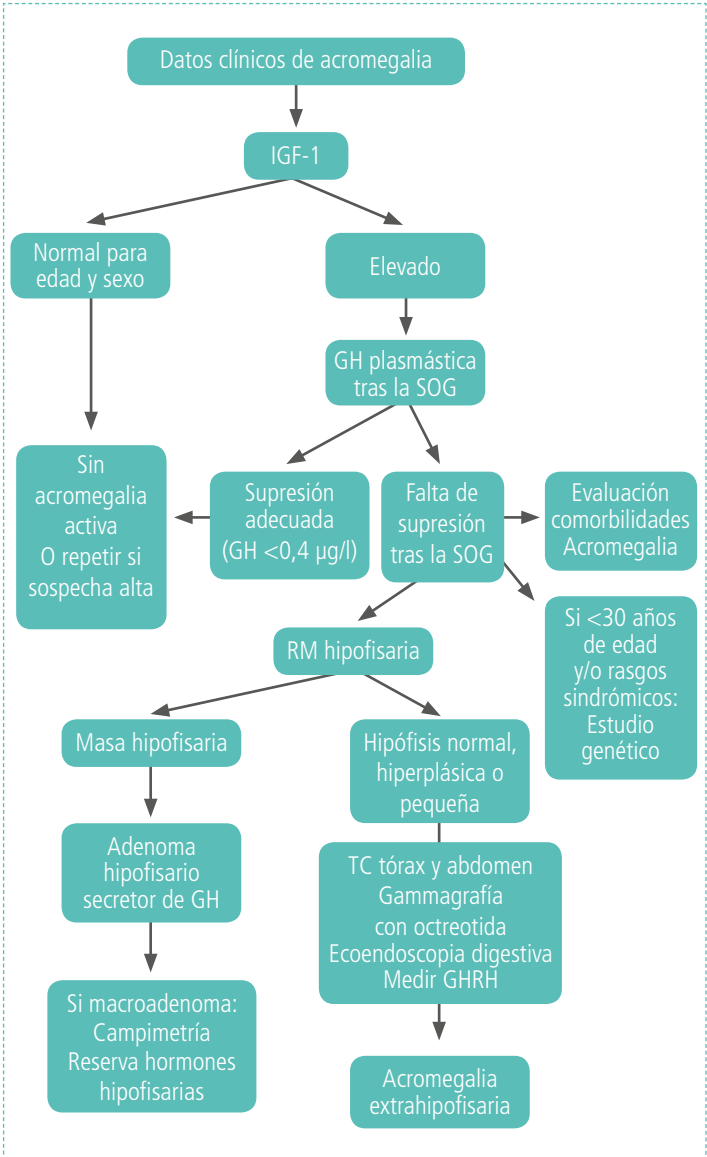 Datos clínicos de acromegalia
IGF-1
Normal para
edad y sexo
Elevado
GH plasmástica
tras la SOG
Sin
acromegalia
activa
O repetir si
sospecha alta
Supresión
adecuada
(GH <0,4 µg/l)
Falta de
supresión
tras la SOG
Evaluación
comorbilidades
Acromegalia
Si <30 años
de edad
y/o rasgos
sindrómicos:
Estudio
genético
RM hipofisaria
Masa hipofisaria
Hipófisis normal,
hiperplásica o
pequeña
Adenoma
hipofisario
secretor de GH
TC tórax y abdomen
Gammagrafía
con octreotida
Ecoendoscopia digestiva
Medir GHRH
Si macroadenoma:
Campimetría
Reserva hormones
hipofisarias
Acromegalia
extrahipofisaria